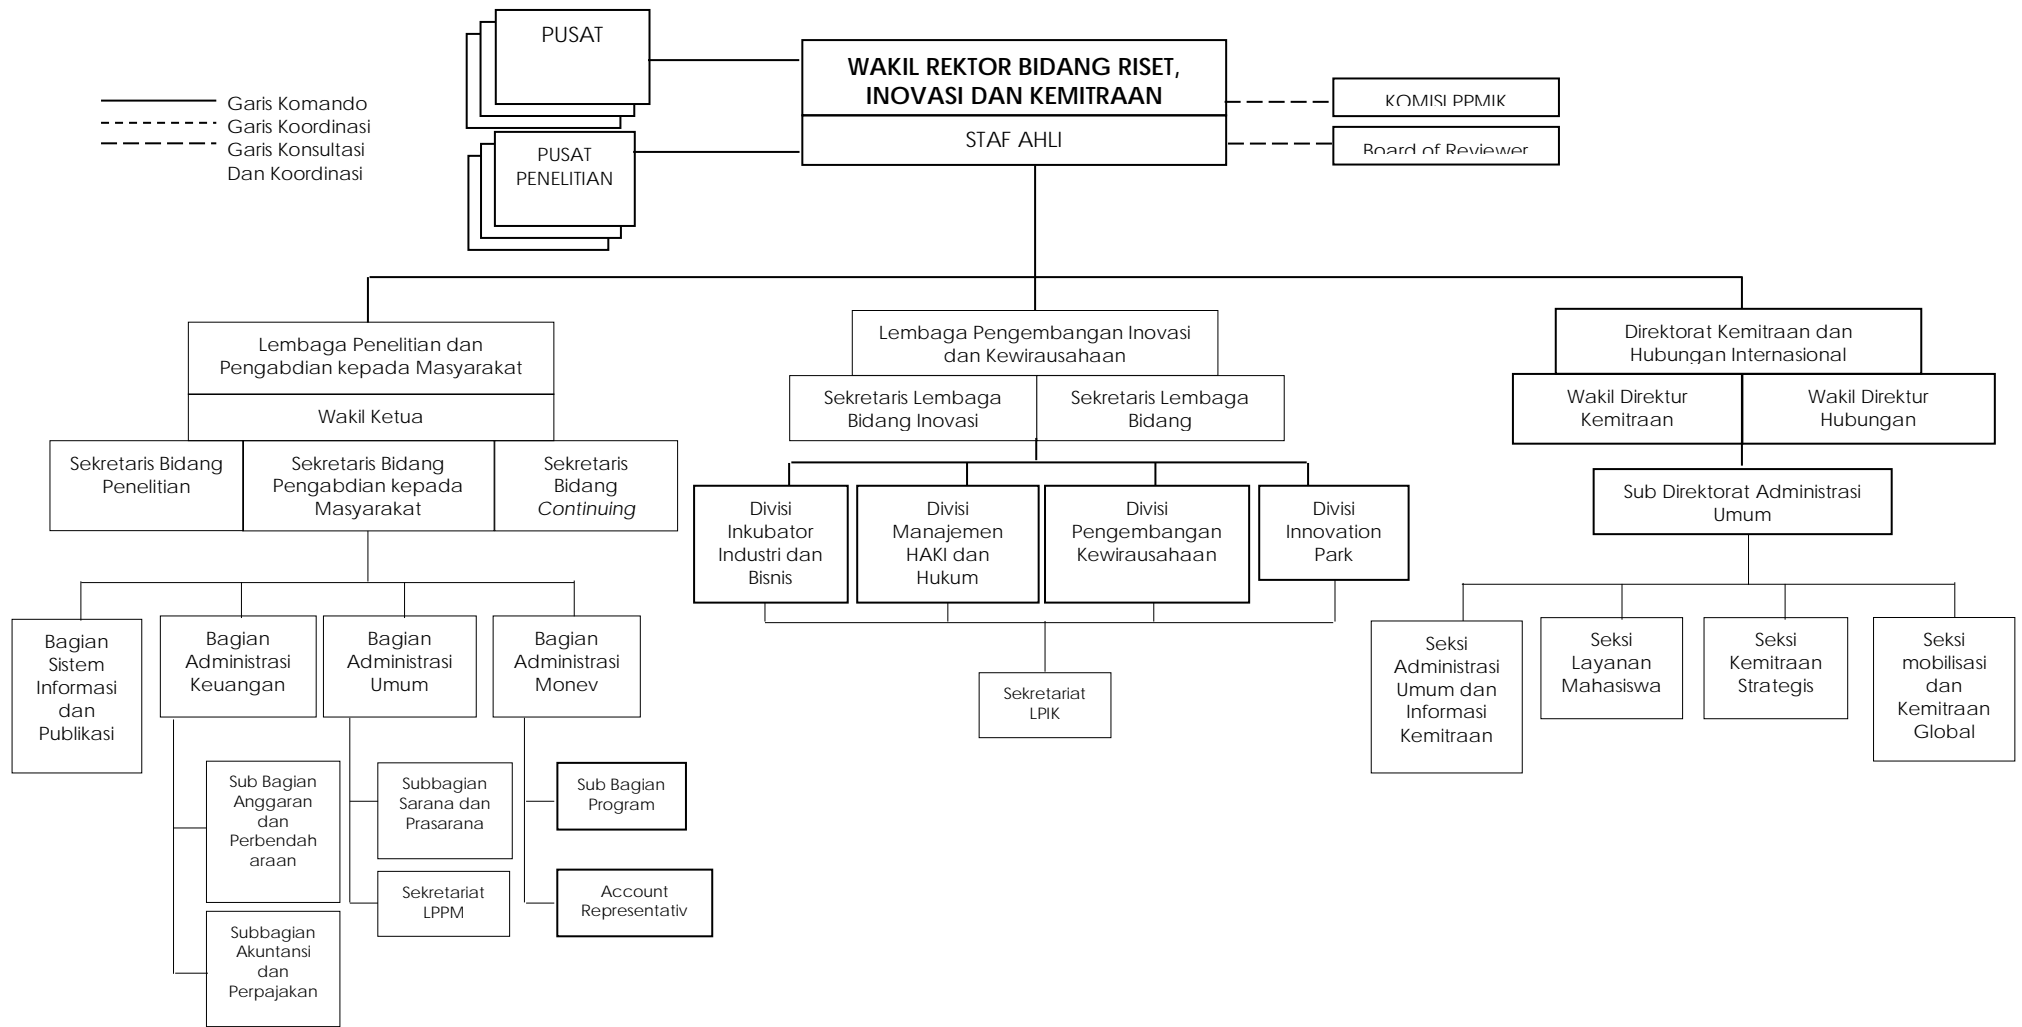 PUSAT
WAKIL REKTOR BIDANG RISET,
INOVASI DAN KEMITRAAN
STAF AHLI
KOMISI PPMIK
Board of Reviewer
Garis Komando
Garis Koordinasi
Garis Konsultasi
Dan Koordinasi
PUSAT
PENELITIAN
Lembaga Penelitian dan
Pengabdian kepada Masyarakat
Wakil Ketua
Sekretaris Bidang
Penelitian
Sekretaris Bidang
Pengabdian kepada
Masyarakat
Sekretaris
Bidang
Continuing
Lembaga Pengembangan Inovasi
dan Kewirausahaan
Sekretaris Lembaga
Bidang Inovasi
Sekretaris Lembaga
Bidang
Direktorat Kemitraan dan
Hubungan Internasional
Wakil Direktur
Kemitraan
Wakil Direktur
Hubungan
Sub Direktorat Administrasi
Umum
Divisi
Inkubator
Industri dan
Bisnis
Divisi
Manajemen
HAKI dan
Hukum
Divisi
Pengembangan
Kewirausahaan
Divisi
Innovation
Park
Sekretariat
LPIK
Bagian
Sistem
Informasi
dan
Publikasi
Bagian
Administrasi
Keuangan
Bagian
Administrasi
Umum
Bagian
Administrasi
Monev
Seksi
Administrasi
Umum dan
Informasi
Kemitraan
Seksi
Layanan
Mahasiswa
Seksi
Kemitraan
Strategis
Seksi
mobilisasi
dan
Kemitraan
Global
Sub Bagian
Anggaran
dan
Perbendah
araan
Subbagian
Akuntansi
dan
Perpajakan
Subbagian
Sarana dan
Prasarana
Sekretariat
LPPM
Sub Bagian
Program
Account
Representativ